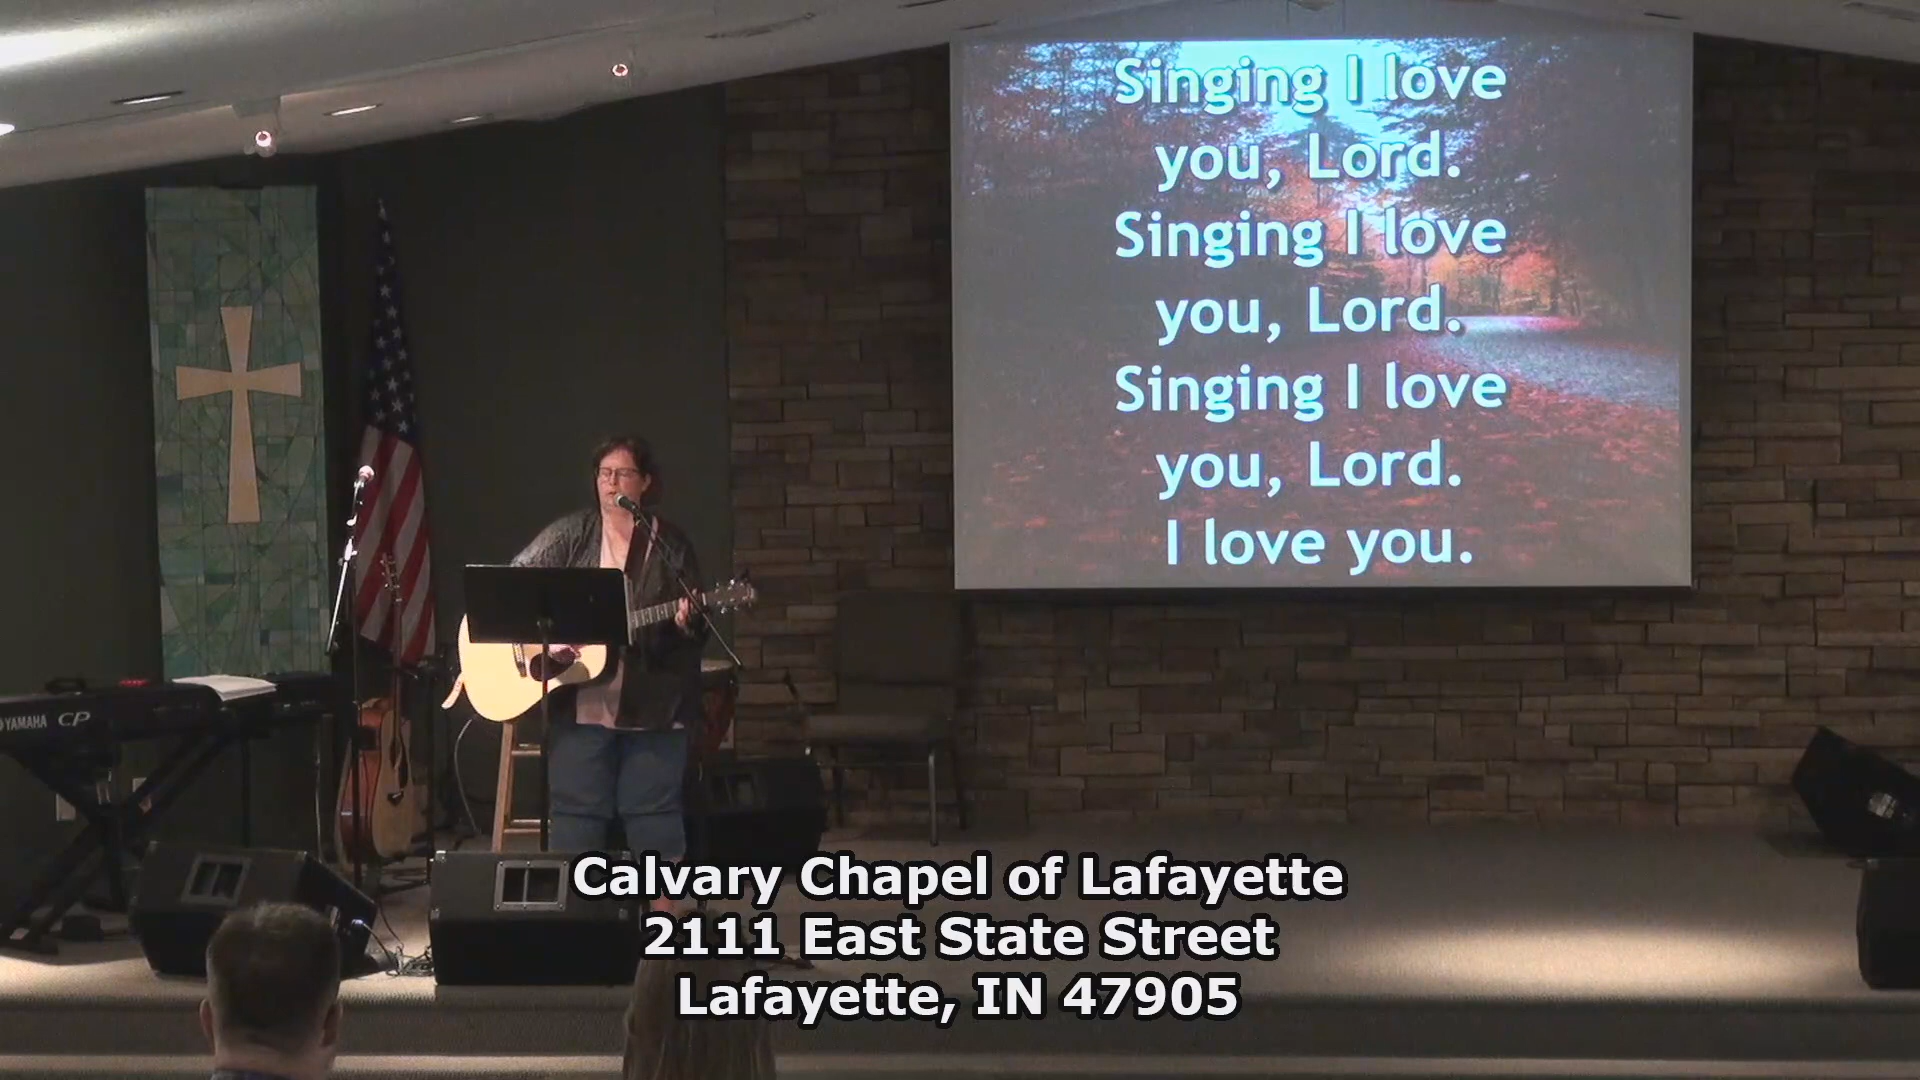 Singing I love
you, Lord.
Singing I love
you, Lord.
Singing I love
you, Lord.
I love you.
YAMAHA CP
Calvary Chapel of Lafayette
2111 East State Street
Lafayette, IN 47905